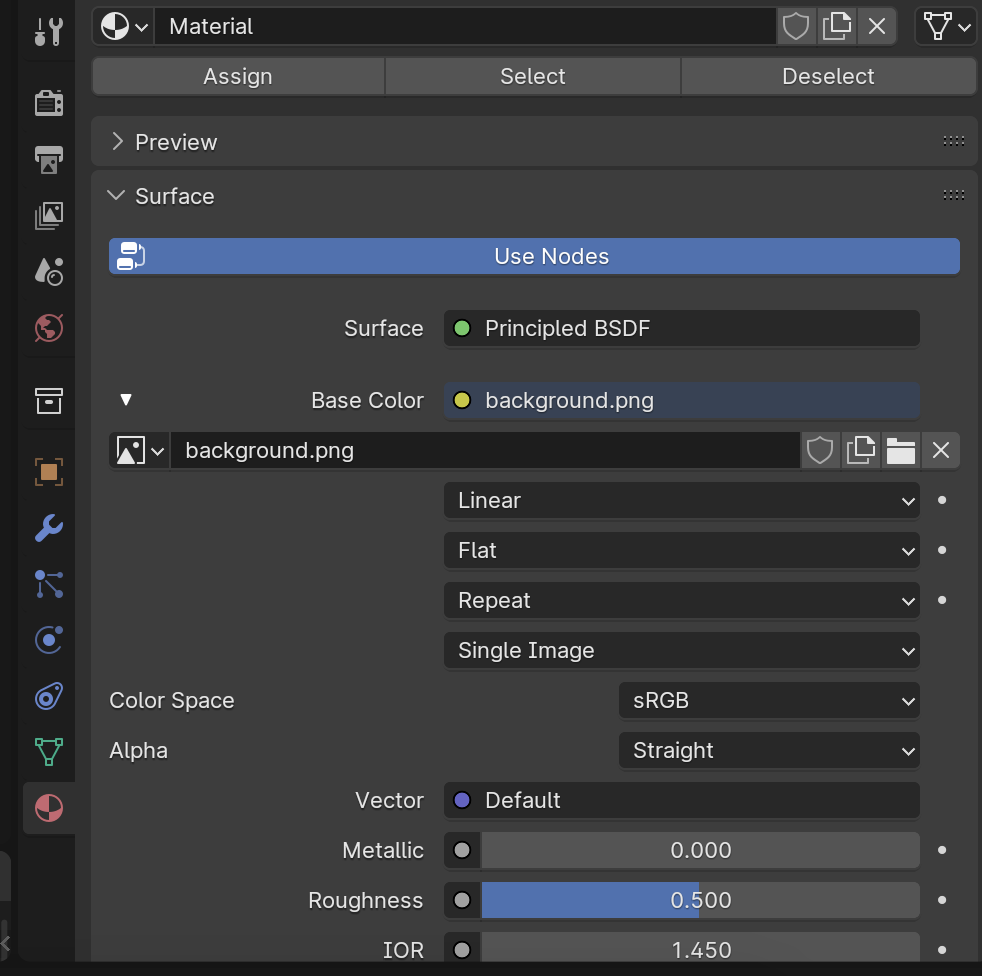 Material
Assign Select Deselect
Preview
Surface
Use Nodes
Surface Principled BSDF
Base Color background.png
background.png
Linear
Flat
Repeat
Single Image
Color Space sRGB
Alpha Straight
Vector Default
Metallic 0.000
Roughness 0.500
IOR 1.450